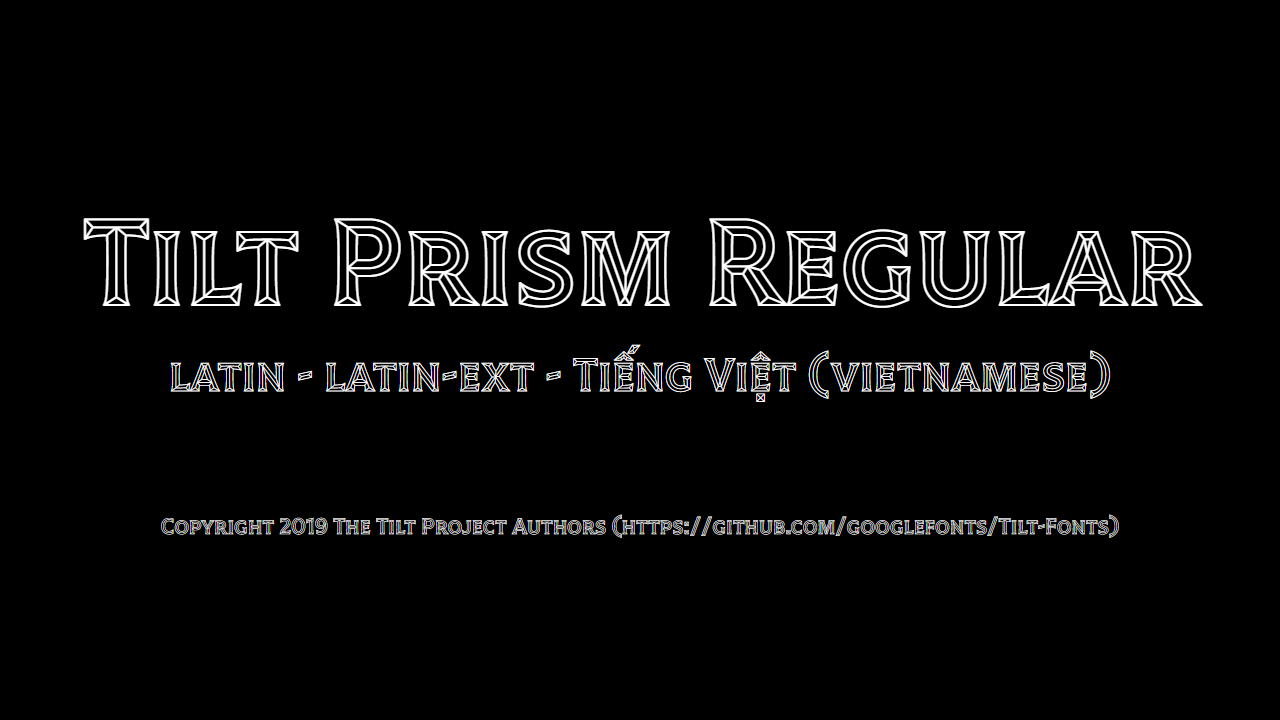 Tilt Prism Regular
latin - latin-ext - Tiếng Việt (vietnamese)
Copyright 2019 The Tilt Project Authors (https://github.com/googlefonts/Tilt-Fonts)